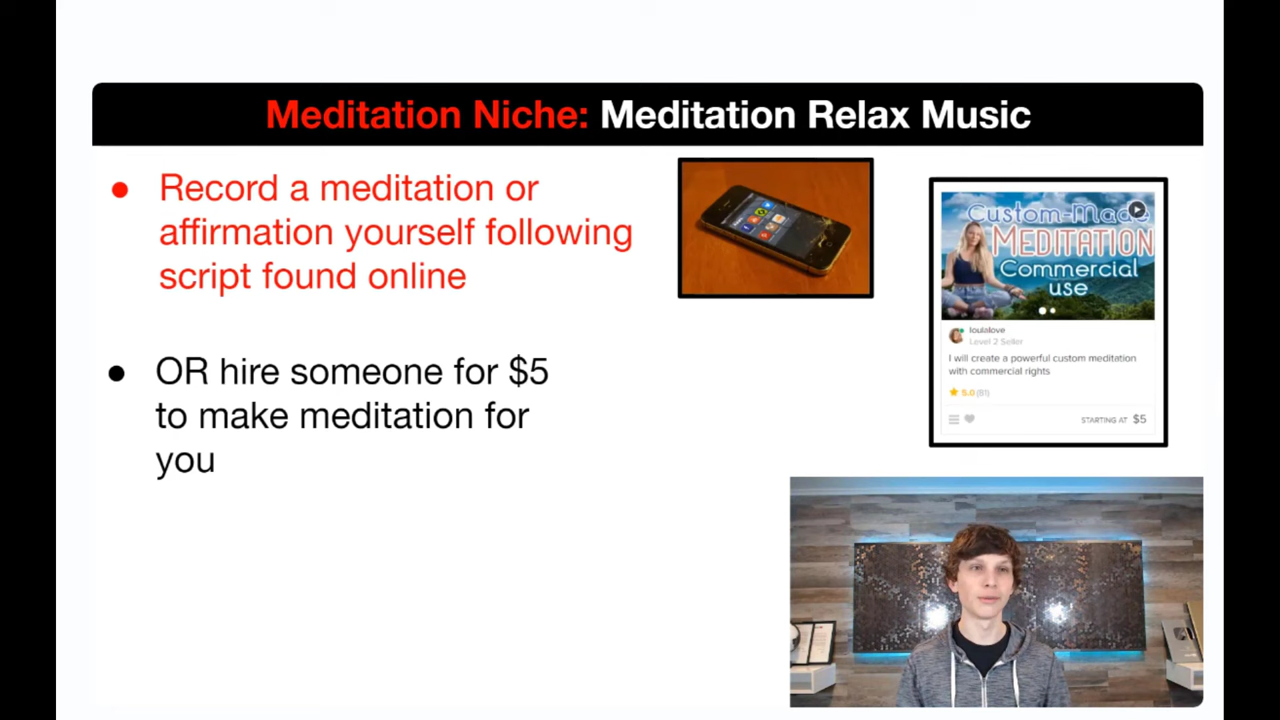 Meditation Niche: Meditation Relax Music
● Record a meditation or
affirmation yourself following
script found online
● OR hire someone for $5
to make meditation for
you
Custom-Made
MEDITATION
Commercial
use
loulalove
Level 2 Seller
I will create a powerful custom meditation
with commercial rights
5.0 (81)
STARTING AT $5